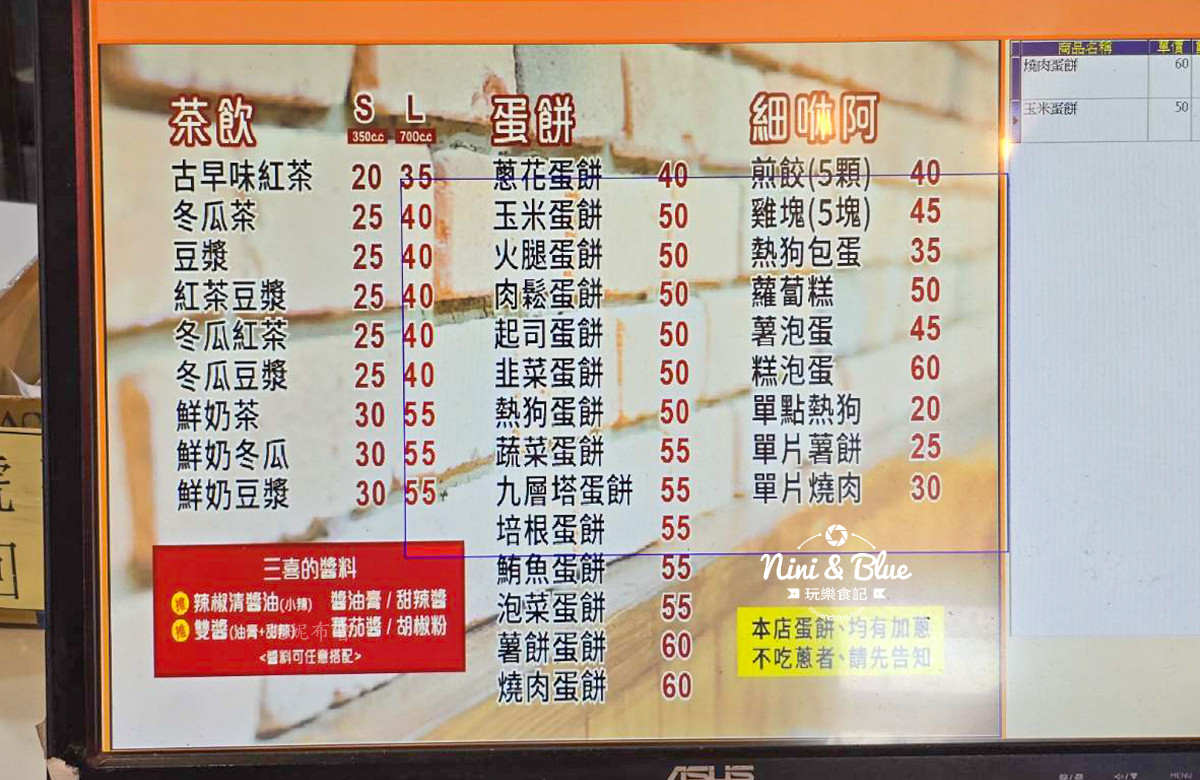 茶飲 S L
350c.c 700c.c
古早味紅茶 20 35
冬瓜茶 25 40
豆漿 25 40
紅茶豆漿 25 40
冬瓜紅茶 25 40
冬瓜豆漿 25 40
鮮奶茶 30 55
鮮奶冬瓜 30 55
鮮奶豆漿 30 55
三喜的醬料
推 辣椒清醬油(小辣) 醬油膏/甜辣醬
推 雙醬(油膏+甜辣) 蕃茄醬/胡椒粉
<醬料可任意搭配>
蛋餅
蔥花蛋餅 40
玉米蛋餅 50
火腿蛋餅 50
肉鬆蛋餅 50
起司蛋餅 50
韭菜蛋餅 50
熱狗蛋餅 50
蔬菜蛋餅 55
九層塔蛋餅 55
培根蛋餅 55
鮪魚蛋餅 55
泡菜蛋餅 55
薯餅蛋餅 60
燒肉蛋餅 60
細咻阿
煎餃(5顆) 40
雞塊(5塊) 45
熱狗包蛋 35
蘿蔔糕 50
薯泡蛋 45
糕泡蛋 60
單點熱狗 20
單片薯餅 25
單片燒肉 30
Nini & Blue
玩樂食記
本店蛋餅、均有加蔥
不吃蔥者、請先告知
商品名稱 單價
燒肉蛋餅 60
玉米蛋餅 50
ASUS
MENU